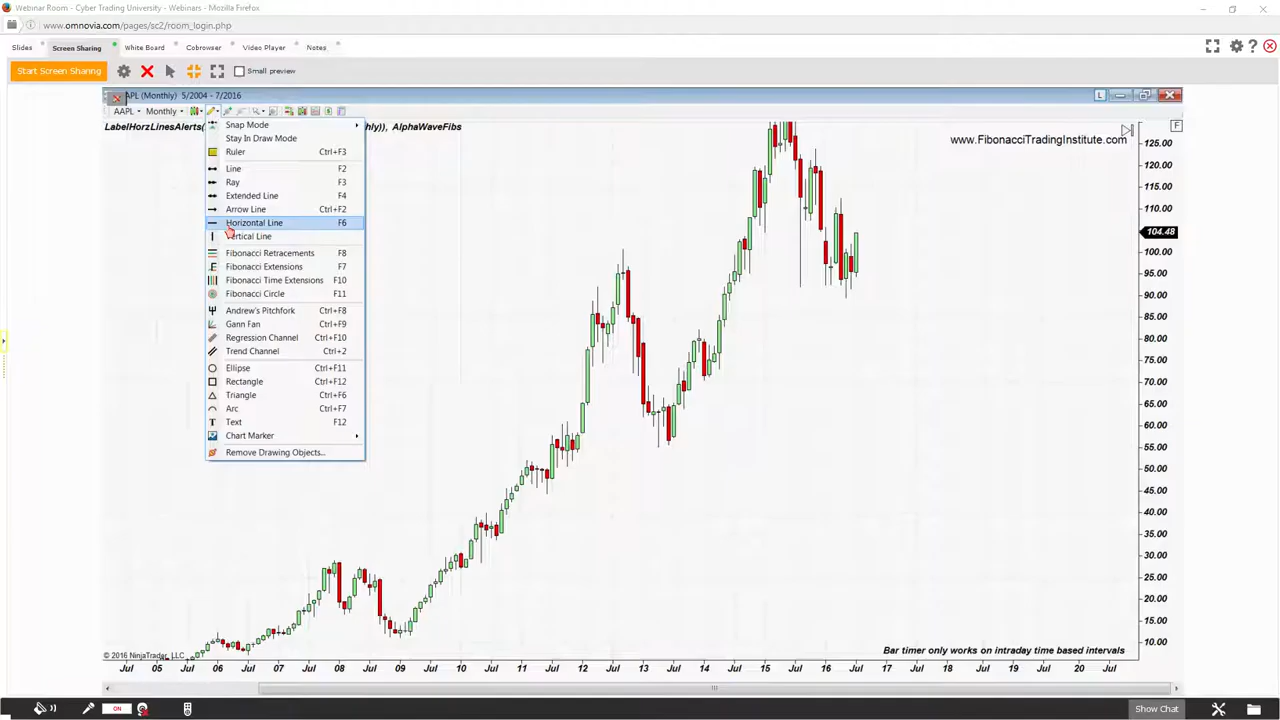 Webinar Room - Cyber Trading University - Webinars - Mozilla Firefox
www.omnovia.com/pages/sc2/room_login.php
Slides
Screen Sharing
White Board
Cobrowser
Video Player
Notes
Start Screen Sharing
Small preview
AAPL (Monthly) 5/2004 - 7/2016
L
AAPL
Monthly
F
LabelHorzLinesAlerts(
hly)), AlphaWaveFibs
www.FibonacciTradingInstitute.com
Snap Mode
Stay In Draw Mode
Ruler Ctrl+F3
Line F2
Ray F3
Extended Line F4
Arrow Line Ctrl+F2
Horizontal Line F6
Vertical Line
Fibonacci Retracements F8
Fibonacci Extensions F7
Fibonacci Time Extensions F10
Fibonacci Circle F11
Andrew's Pitchfork Ctrl+F8
Gann Fan Ctrl+F9
Regression Channel Ctrl+F10
Trend Channel Ctrl+2
Ellipse Ctrl+F11
Rectangle Ctrl+F12
Triangle Ctrl+F6
Arc Ctrl+F7
Text F12
Chart Marker
Remove Drawing Objects...
125.00
120.00
115.00
110.00
104.48
100.00
95.00
90.00
85.00
80.00
75.00
70.00
65.00
60.00
55.00
50.00
45.00
40.00
35.00
30.00
25.00
20.00
15.00
10.00
© 2016 NinjaTrader, LLC
Bar timer only works on intraday time based intervals
Jul 05 Jul 06 Jul 07 Jul 08 Jul 09 Jul 10 Jul 11 Jul 12 Jul 13 Jul 14 Jul 15 Jul 16 Jul 17 Jul 18 Jul 19 Jul 20 Jul
ON
Show Chat